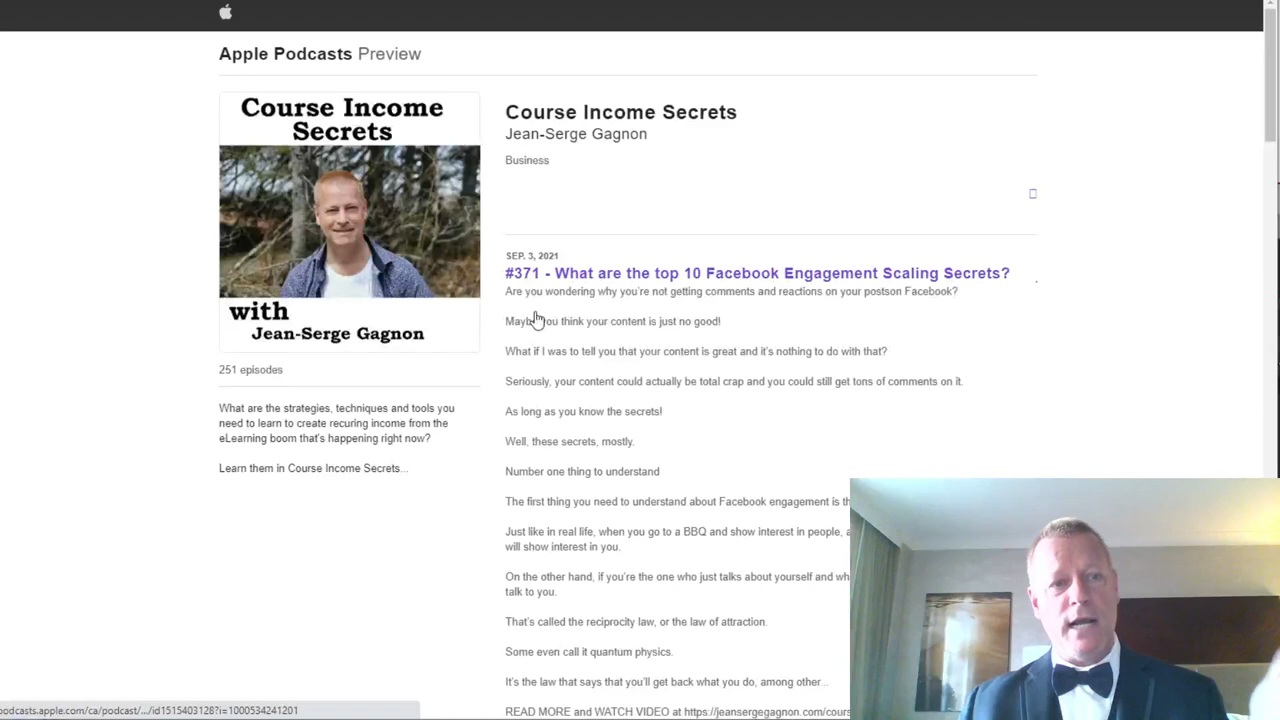 Apple Podcasts Preview
Course Income
Secrets
with
Jean-Serge Gagnon
251 episodes
What are the strategies, techniques and tools you
need to learn to create recuring income from the
eLearning boom that's happening right now?
Learn them in Course Income Secrets...
Course Income Secrets
Jean-Serge Gagnon
Business
SEP. 3, 2021
#371 - What are the top 10 Facebook Engagement Scaling Secrets?
Are you wondering why you're not getting comments and reactions on your postson Facebook?
Maybe you think your content is just no good!
What if I was to tell you that your content is great and it's nothing to do with that?
Seriously, your content could actually be total crap and you could still get tons of comments on it.
As long as you know the secrets!
Well, these secrets, mostly.
Number one thing to understand
The first thing you need to understand about Facebook engagement is
Just like in real life, when you go to a BBQ and show interest in people,
will show interest in you.
On the other hand, if you're the one who just talks about yourself and
talk to you.
That's called the reciprocity law, or the law of attraction.
Some even call it quantum physics.
It's the law that says that you'll get back what you do, among other...
READ MORE and WATCH VIDEO at https://jeansergegagnon.com/cours
podcasts.apple.com/ca/podcast/.../id1515403128?i=1000534241201